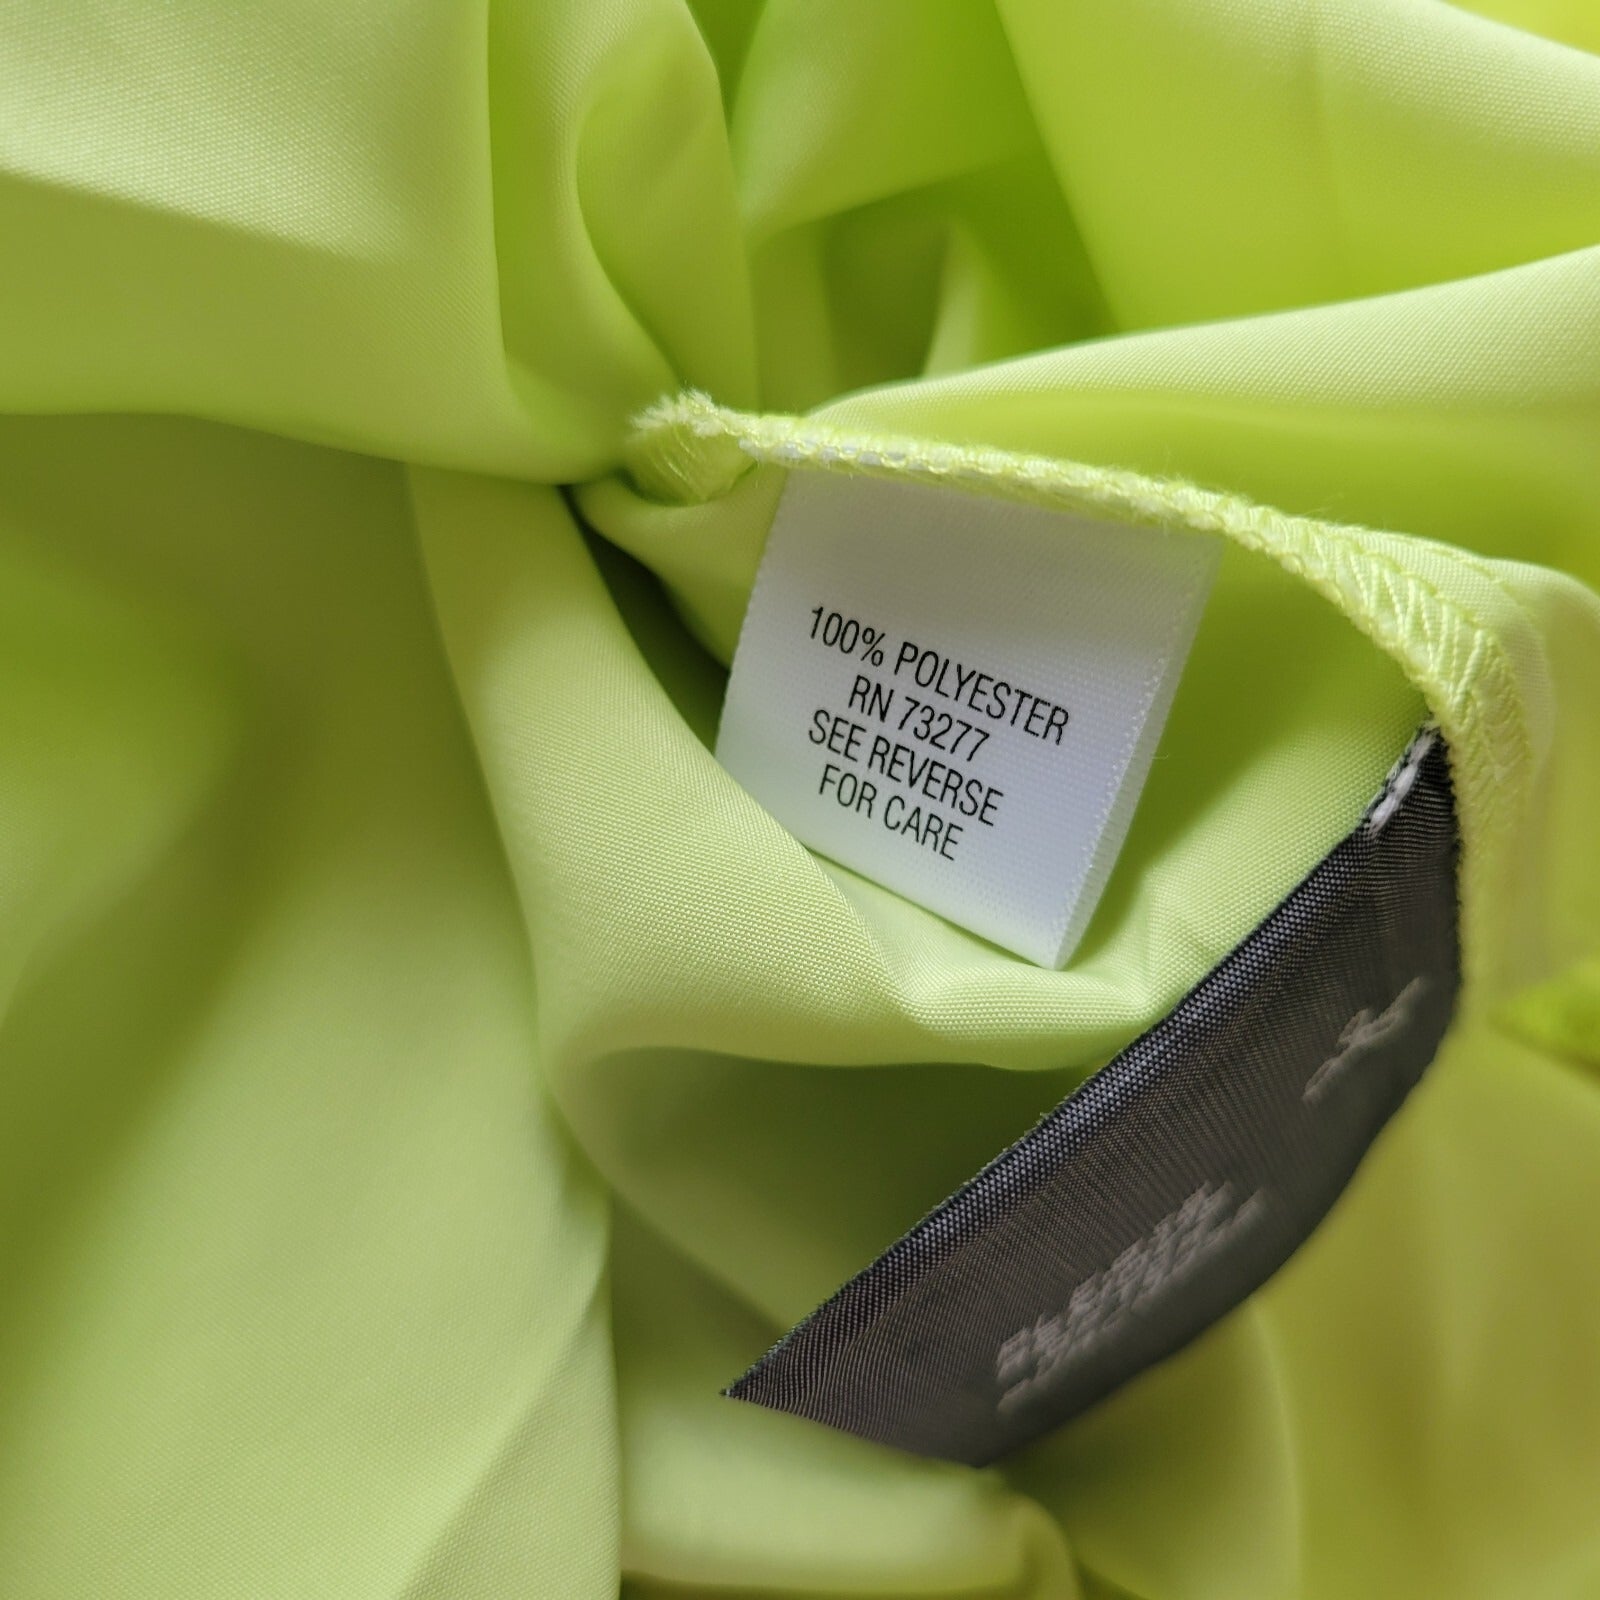 100% POLYESTER
RN 73277
SEE REVERSE
FOR CARE